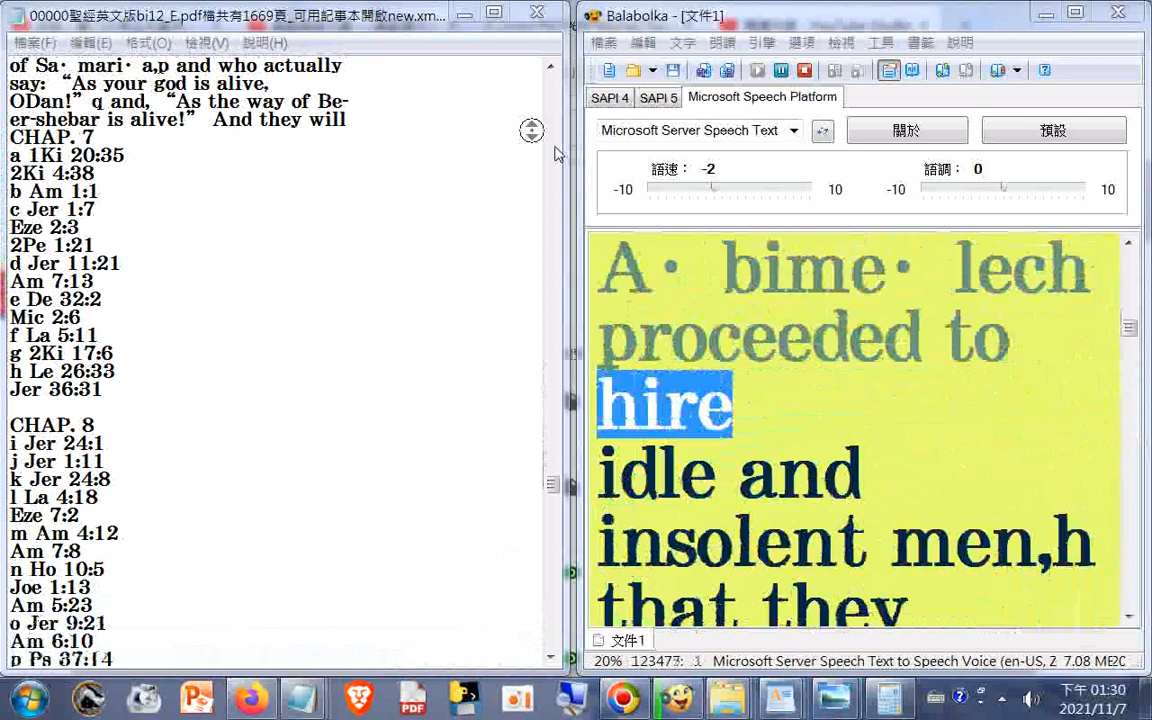 00000聖經英文版bi12_E.pdf檔共有1669頁_可用記事本開啟new.xm...
檔案(F) 編輯(E) 格式(O) 檢視(V) 說明(H)
of Sa· mari· a,p and who actually
say: “As your god is alive,
ODan!” q and, “As the way of Be-
er-shebar is alive!” And they will
CHAP. 7
a 1Ki 20:35
2Ki 4:38
b Am 1:1
c Jer 1:7
Eze 2:3
2Pe 1:21
d Jer 11:21
Am 7:13
e De 32:2
Mic 2:6
f La 5:11
g 2Ki 17:6
h Le 26:33
Jer 36:31
CHAP. 8
i Jer 24:1
j Jer 1:11
k Jer 24:8
l La 4:18
Eze 7:2
m Am 4:12
Am 7:8
n Ho 10:5
Joe 1:13
Am 5:23
o Jer 9:21
Am 6:10
p Ps 37:14
Balabolka - [文件1]
檔案 編輯 文字 朗讀 引擎 選項 檢視 工具 書籤 說明
SAPI 4 SAPI 5 Microsoft Speech Platform
Microsoft Server Speech Text 關於 預設
語速： -2 語調： 0
-10 10 -10 10
A· bime· lech
proceeded to
hire
idle and
insolent men,h
that they
文件1
20% 123477: 1 Microsoft Server Speech Text to Speech Voice (en-US, Z 7.08 ME
下午 01:30
2021/11/7